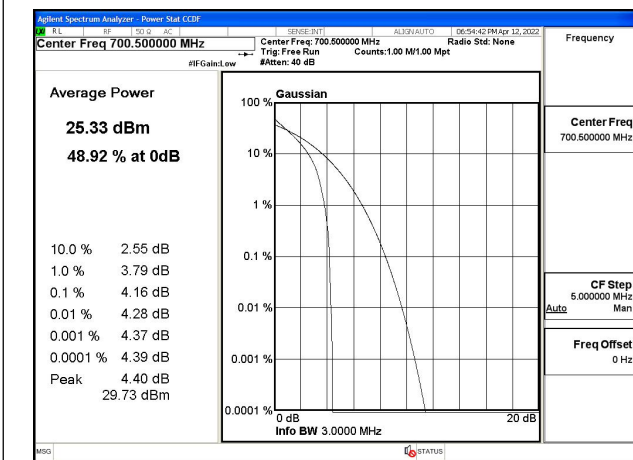 Agilent Spectrum Analyzer - Power Stat CCDF
RL RF 50 Ω AC SENSE:INT ALIGN AUTO 06:54:42 PM Apr 12, 2022
Center Freq 700.500000 MHz
Center Freq: 700.500000 MHz Radio Std: None
Trig: Free Run Counts:1.00 M/1.00 Mpt
#IFGain:Low #Atten: 40 dB
Frequency
Average Power
25.33 dBm
48.92 % at 0dB
10.0 % 2.55 dB
1.0 % 3.79 dB
0.1 % 4.16 dB
0.01 % 4.28 dB
0.001 % 4.37 dB
0.0001 % 4.39 dB
Peak 4.40 dB
29.73 dBm
Gaussian
100 %
10 %
1 %
0.1 %
0.01 %
0.001 %
0.0001 %
0 dB 20 dB
Info BW 3.0000 MHz
Center Freq
700.500000 MHz
CF Step
5.000000 MHz
Auto Man
Freq Offset
0 Hz
MSG STATUS